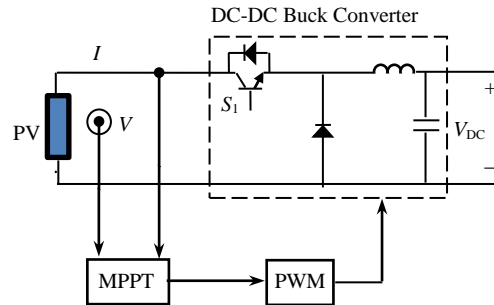 DC-DC Buck Converter
I
S1
PV
V
VDC
+
−
MPPT
PWM